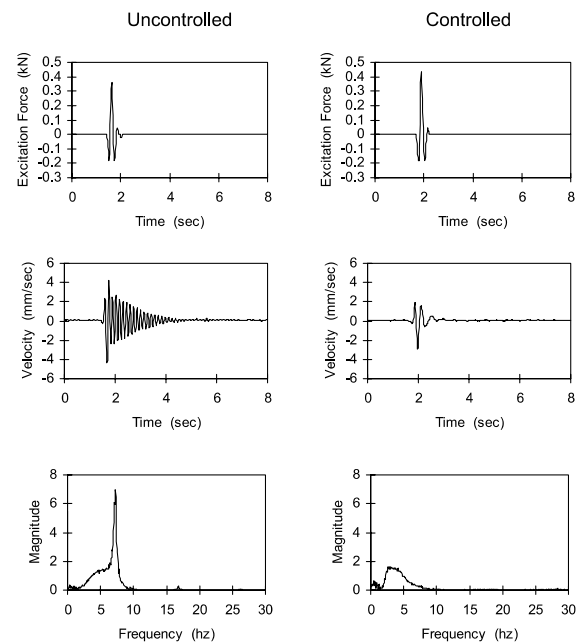 Uncontrolled
Controlled
Excitation Force (kN)
0.5
0.4
0.3
0.2
0.1
0
-0.1
-0.2
-0.3
0 2 4 6 8
Time (sec)
Excitation Force (kN)
0.5
0.4
0.3
0.2
0.1
0
-0.1
-0.2
-0.3
0 2 4 6 8
Time (sec)
Velocity (mm/sec)
6
4
2
0
-2
-4
-6
0 2 4 6 8
Time (sec)
Velocity (mm/sec)
6
4
2
0
-2
-4
-6
0 2 4 6 8
Time (sec)
Magnitude
8
6
4
2
0
0 5 10 15 20 25 30
Frequency (hz)
Magnitude
8
6
4
2
0
0 5 10 15 20 25 30
Frequency (hz)